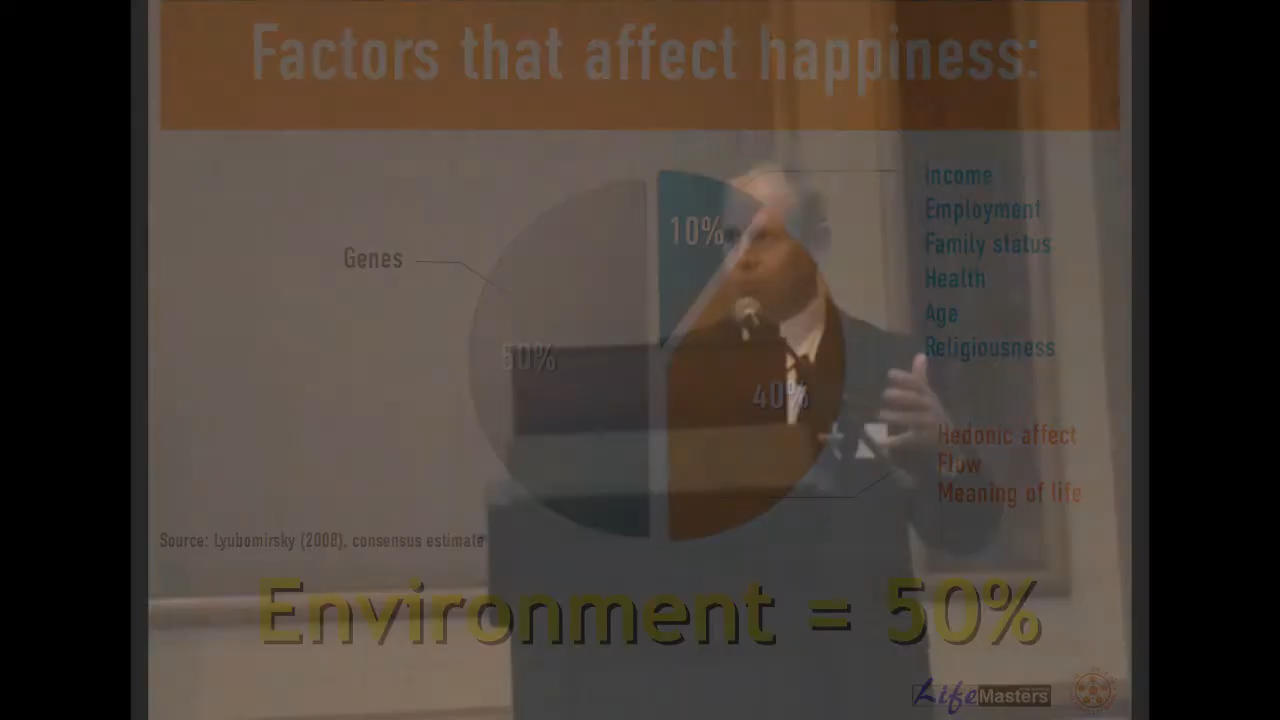 Factors that affect happiness:
Genes
50%
10%
40%
Income
Employment
Family status
Health
Age
Religiousness
Hedonic affect
Flow
Meaning of life
Source: Lyubomirsky (2008), consensus estimate
Environment = 50%
LifeMasters